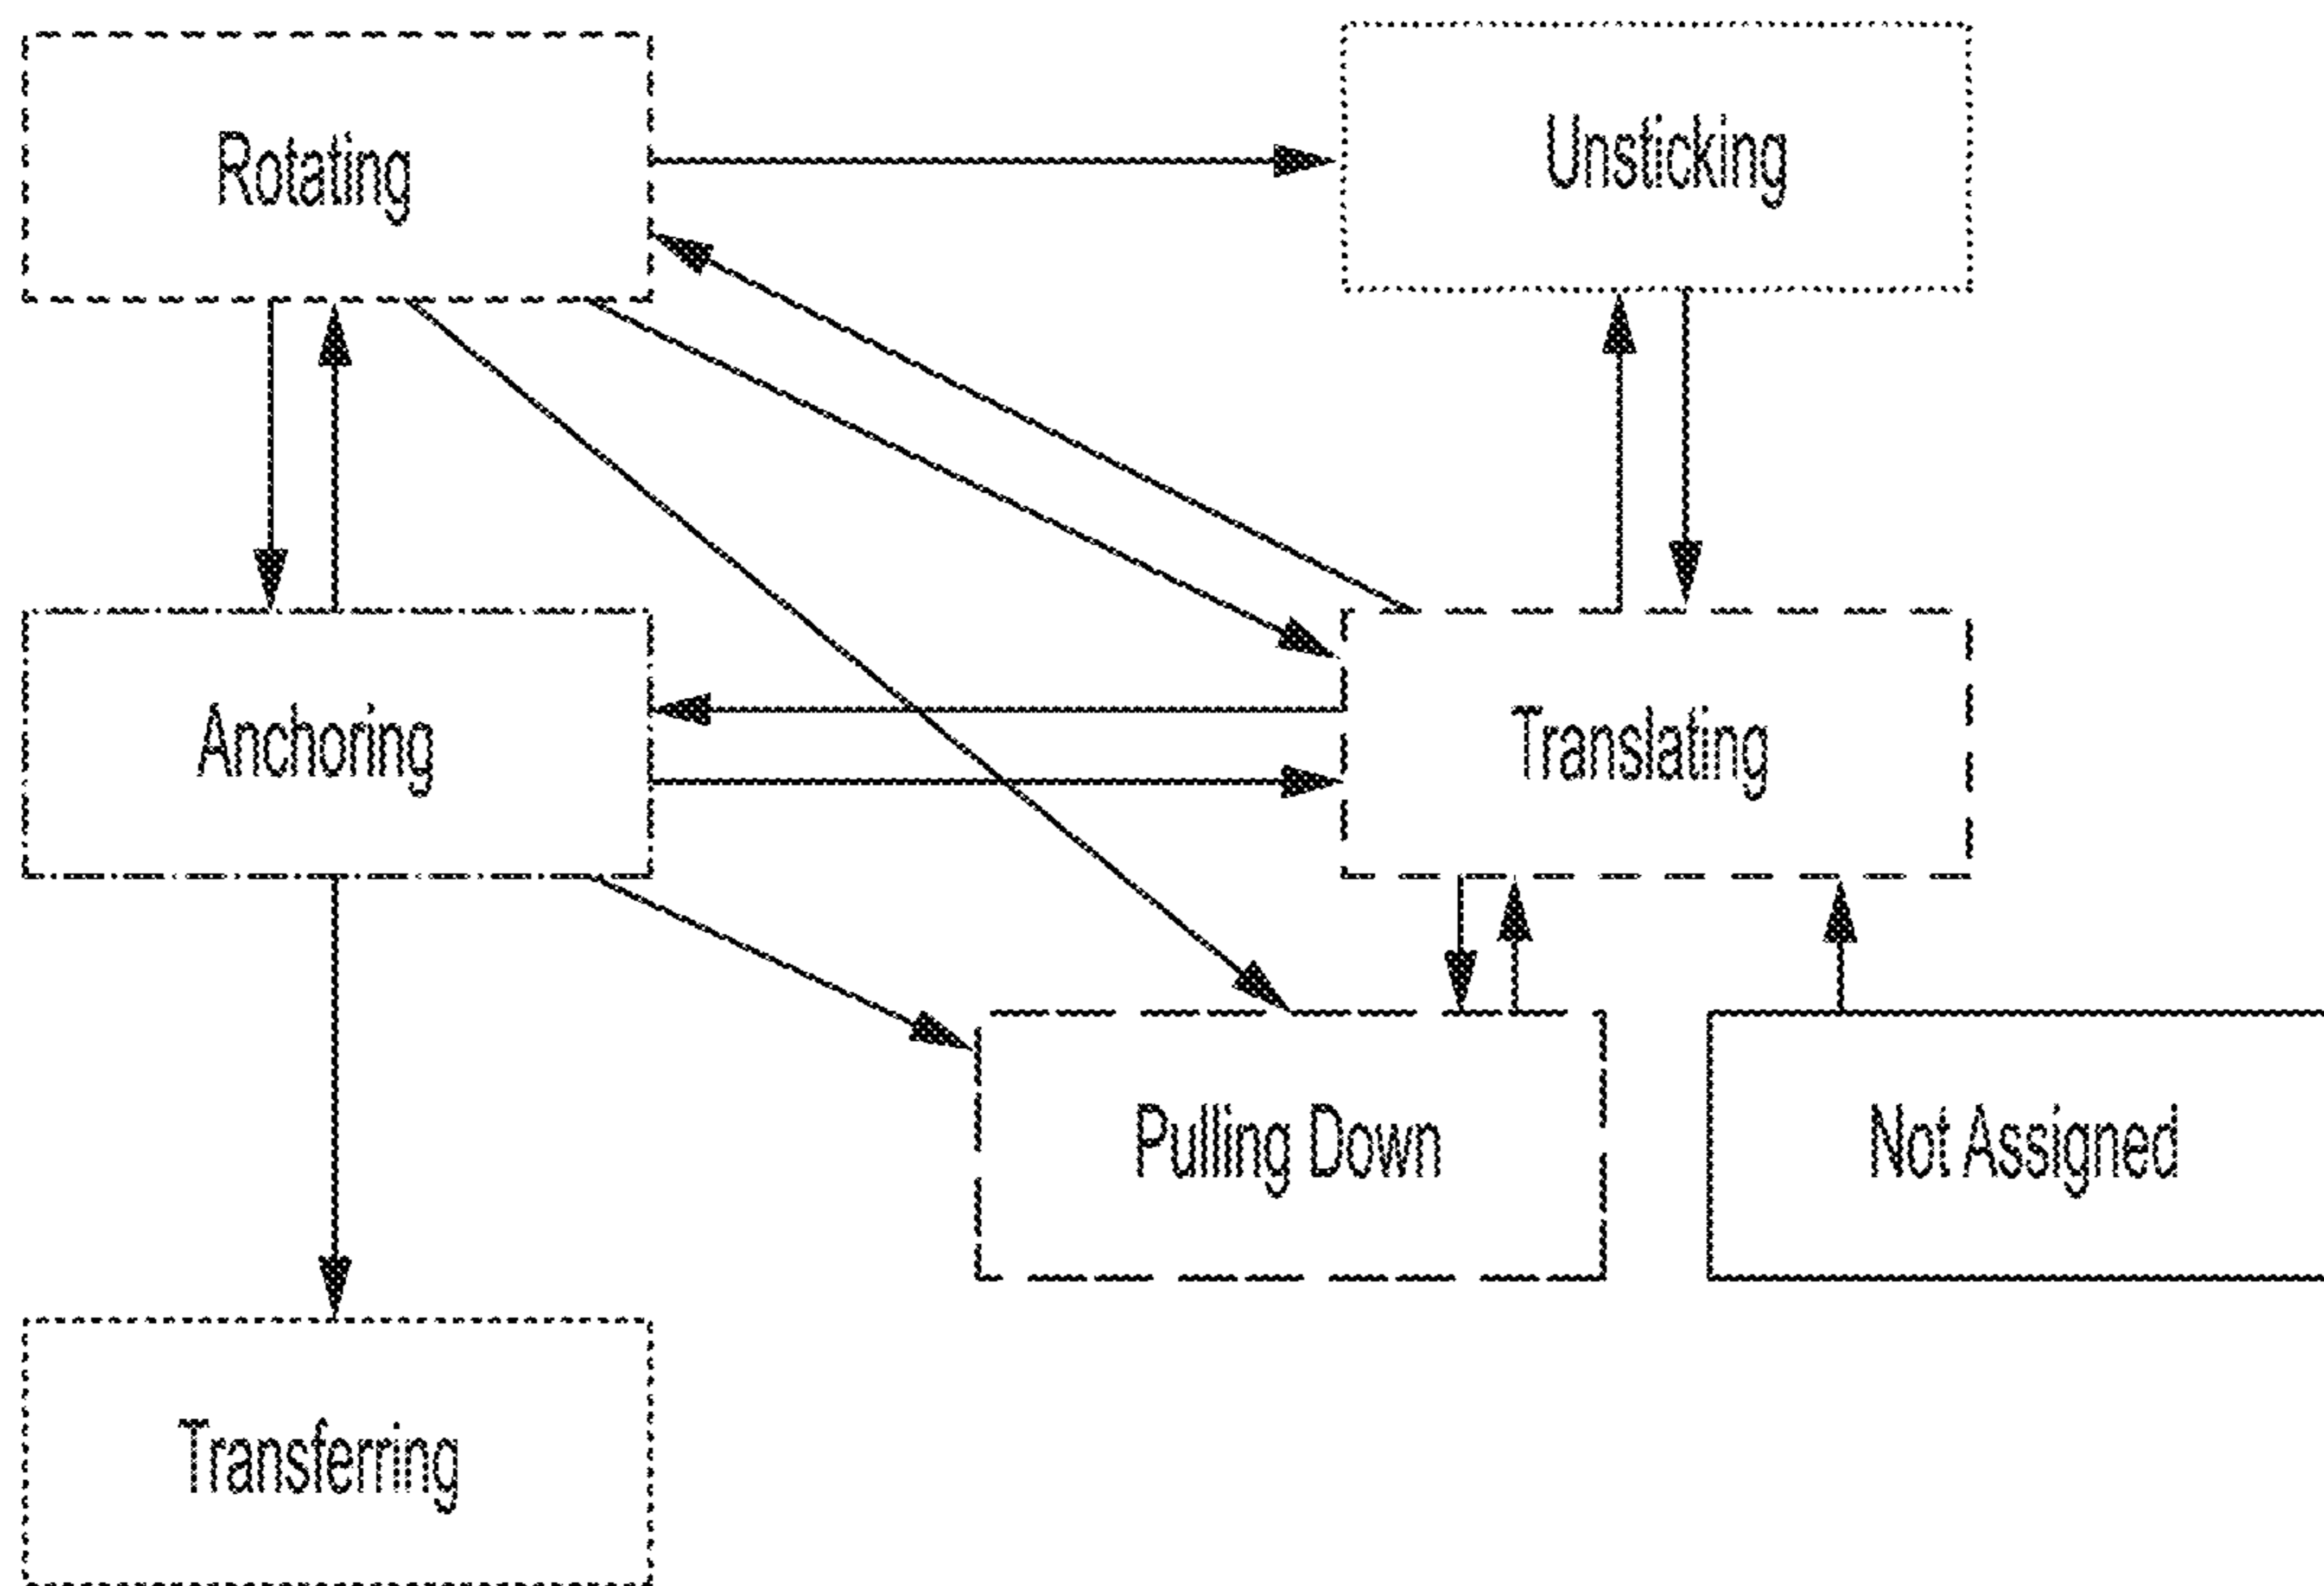 Rotating
Unsticking
Anchoring
Translating
Pulling Down
Not Assigned
Transferring